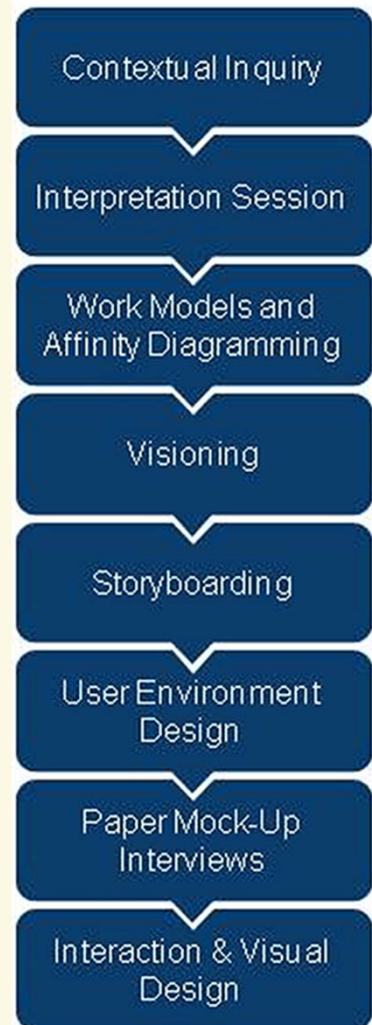 Contextual Inquiry
Interpretation Session
Work Models and
Affinity Diagramming
Visioning
Storyboarding
User Environment
Design
Paper Mock-Up
Interviews
Interaction & Visual
Design